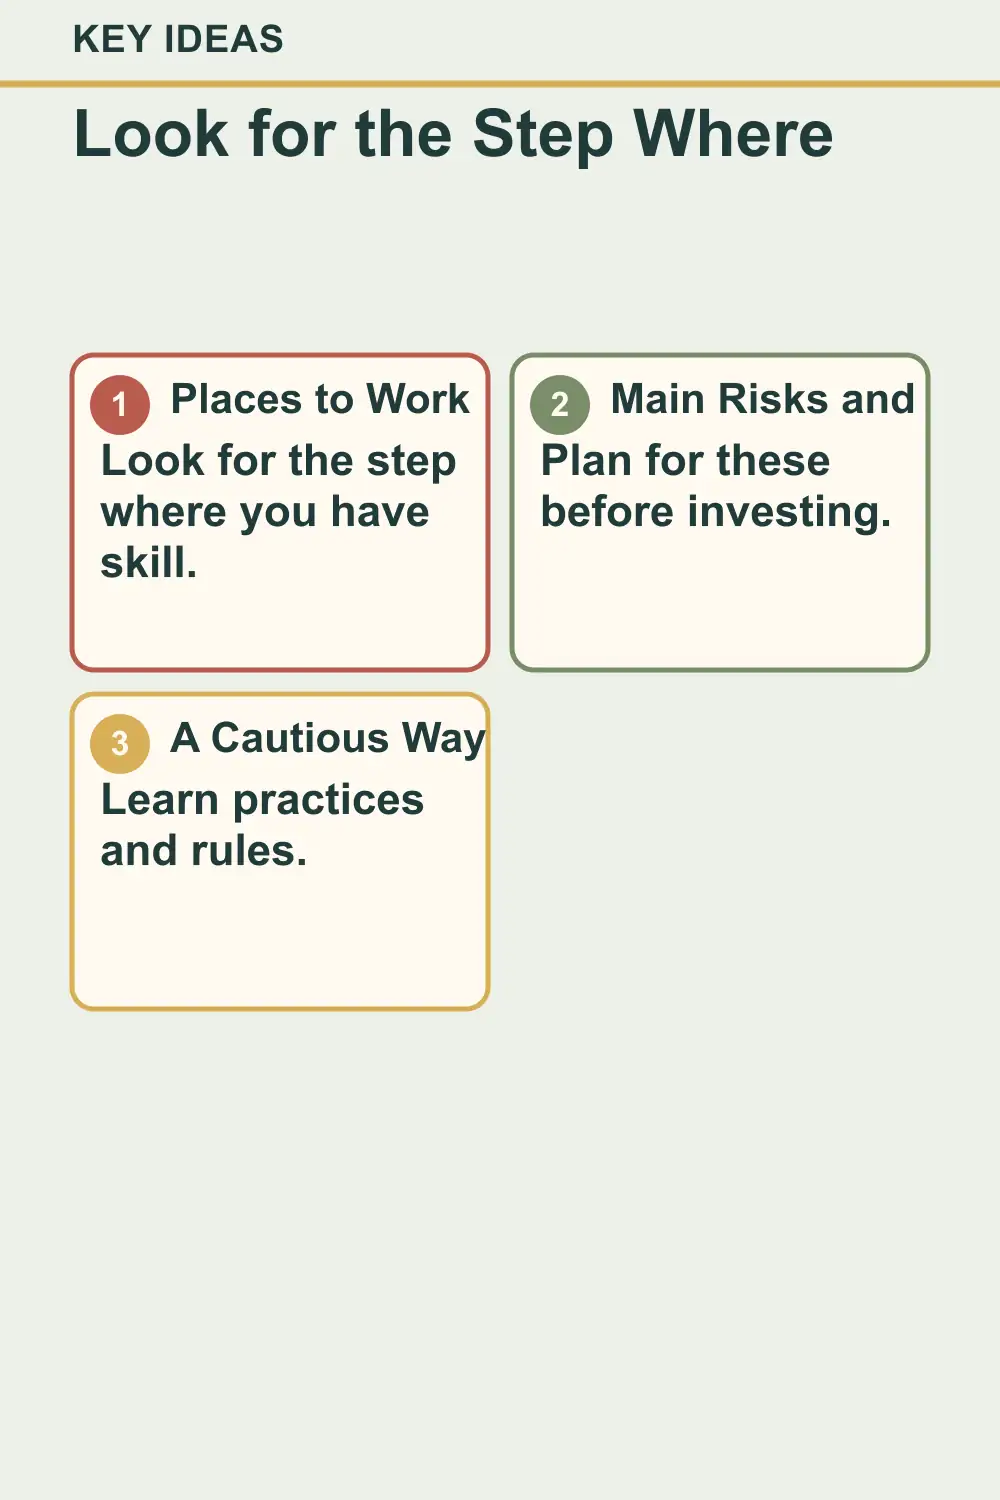 KEY IDEAS
Look for the Step Where
1 Places to Work
Look for the step
where you have
skill.
2 Main Risks and
Plan for these
before investing.
3 A Cautious Way
Learn practices
and rules.